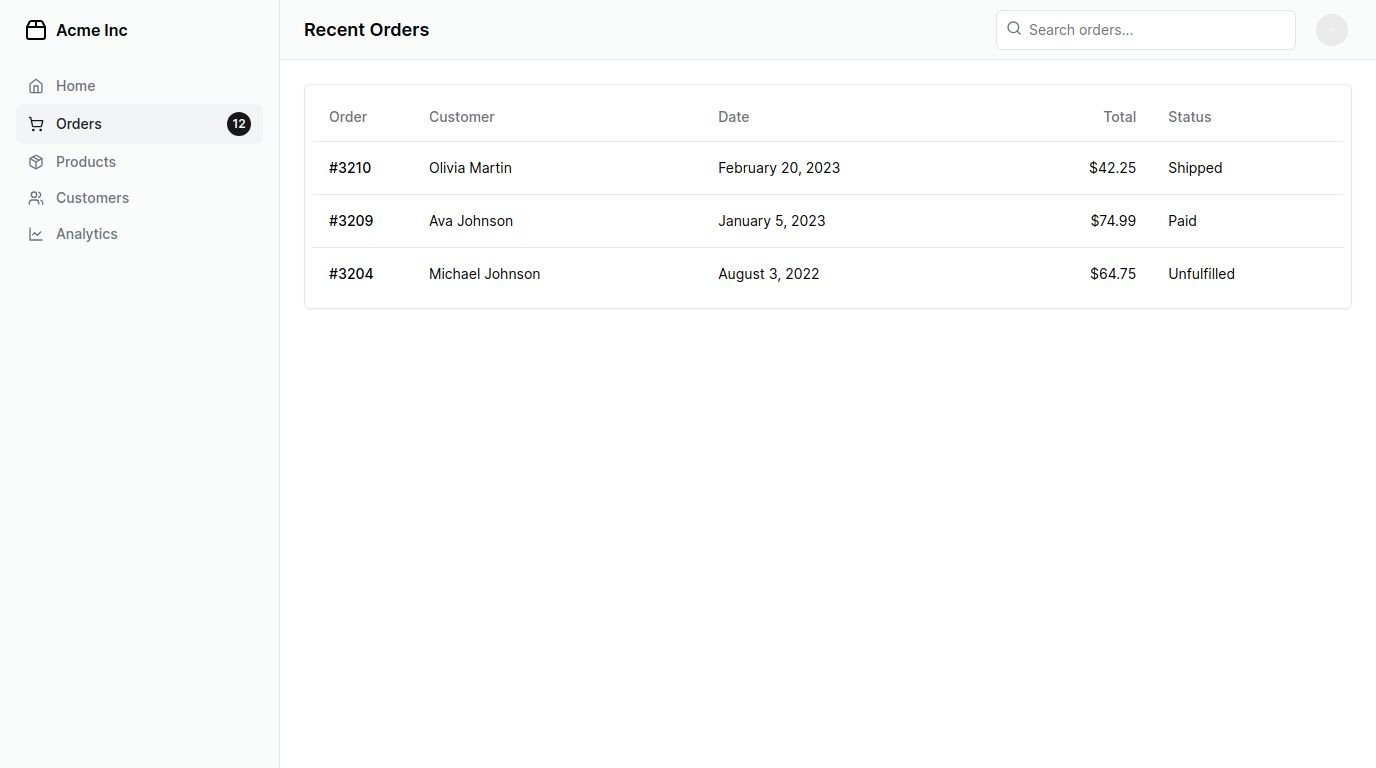 Acme Inc
Home
Orders 12
Products
Customers
Analytics
Recent Orders
Search orders...
Order Customer Date Total Status
#3210 Olivia Martin February 20, 2023 $42.25 Shipped
#3209 Ava Johnson January 5, 2023 $74.99 Paid
#3204 Michael Johnson August 3, 2022 $64.75 Unfulfilled